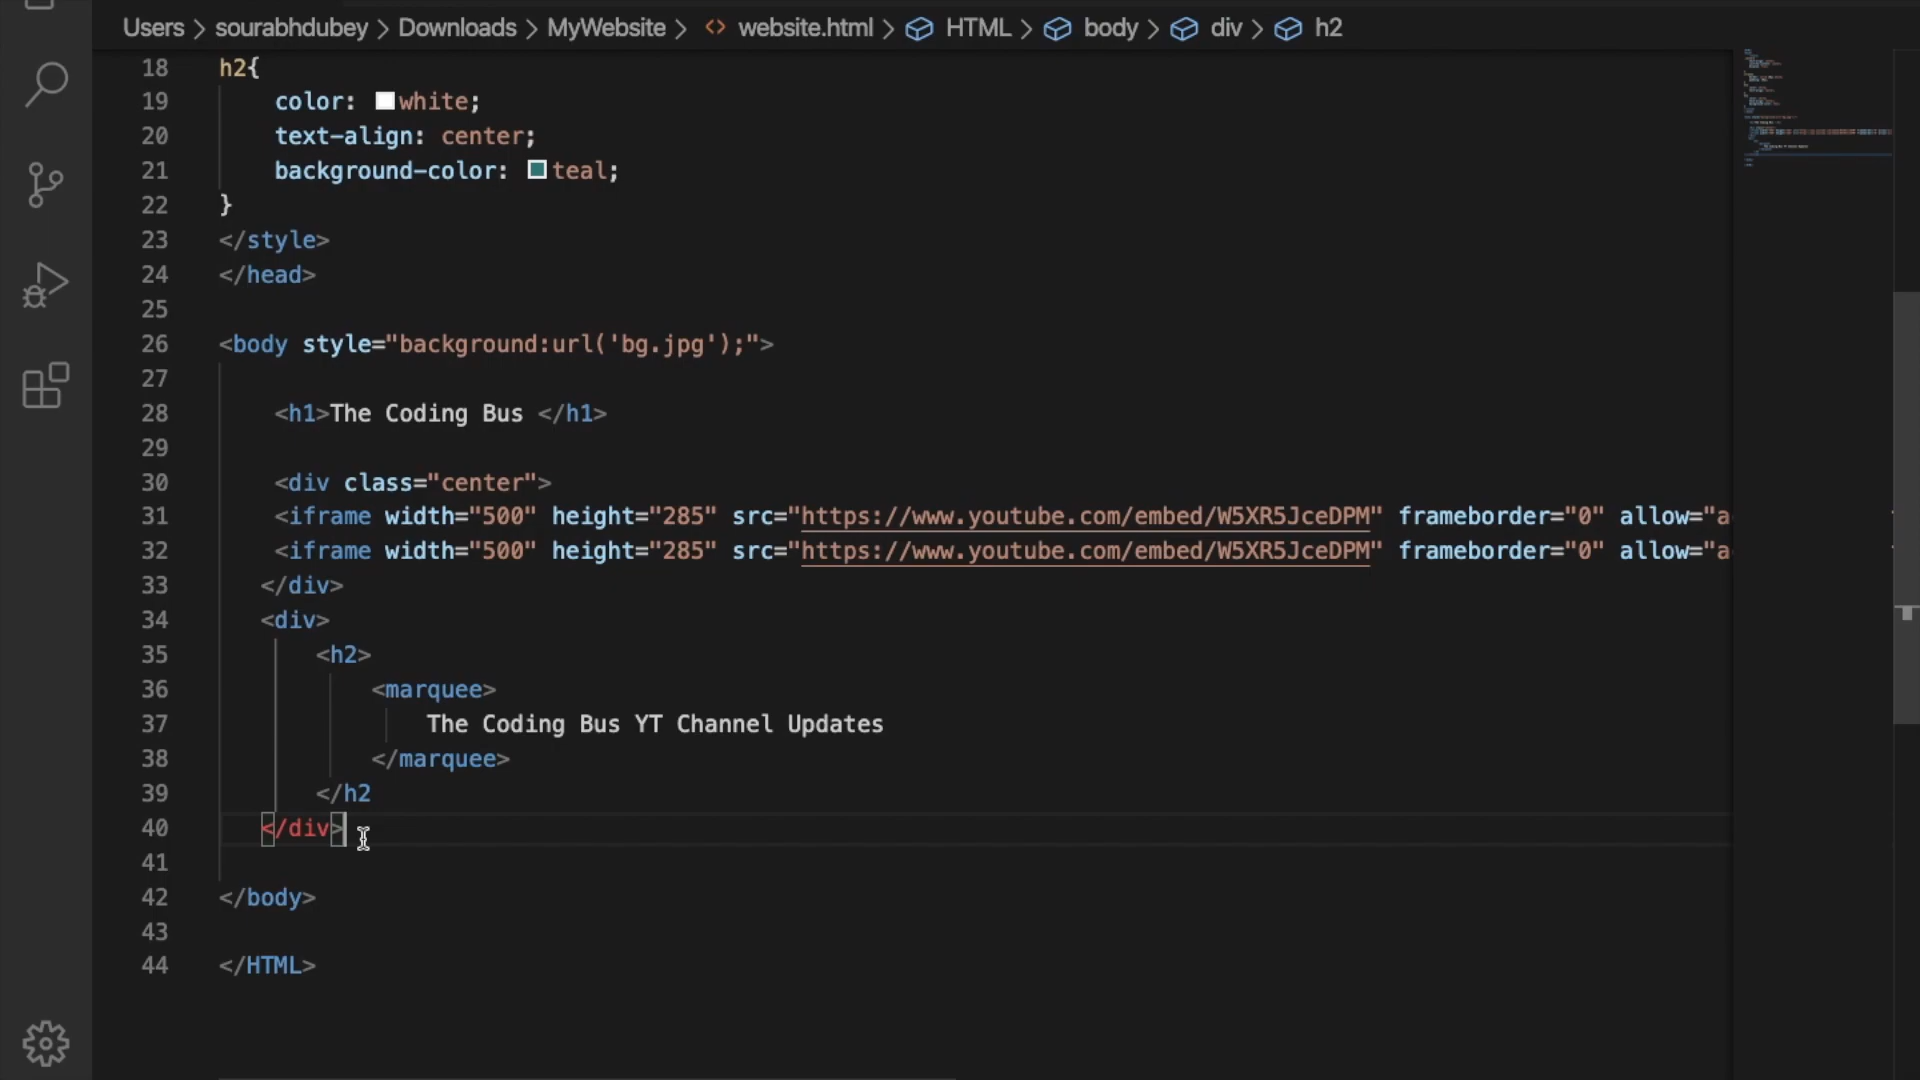 Users > sourabhdubey > Downloads > MyWebsite > <> website.html > HTML > body > div > h2
18 h2{
19 color: white;
20 text-align: center;
21 background-color: teal;
22 }
23 </style>
24 </head>
25
26 <body style="background:url('bg.jpg');">
27
28 <h1>The Coding Bus </h1>
29
30 <div class="center">
31 <iframe width="500" height="285" src="https://www.youtube.com/embed/W5XR5JceDPM" frameborder="0" allow="a
32 <iframe width="500" height="285" src="https://www.youtube.com/embed/W5XR5JceDPM" frameborder="0" allow="a
33 </div>
34 <div>
35 <h2>
36 <marquee>
37 The Coding Bus YT Channel Updates
38 </marquee>
39 </h2
40 </div>
41
42 </body>
43
44 </HTML>